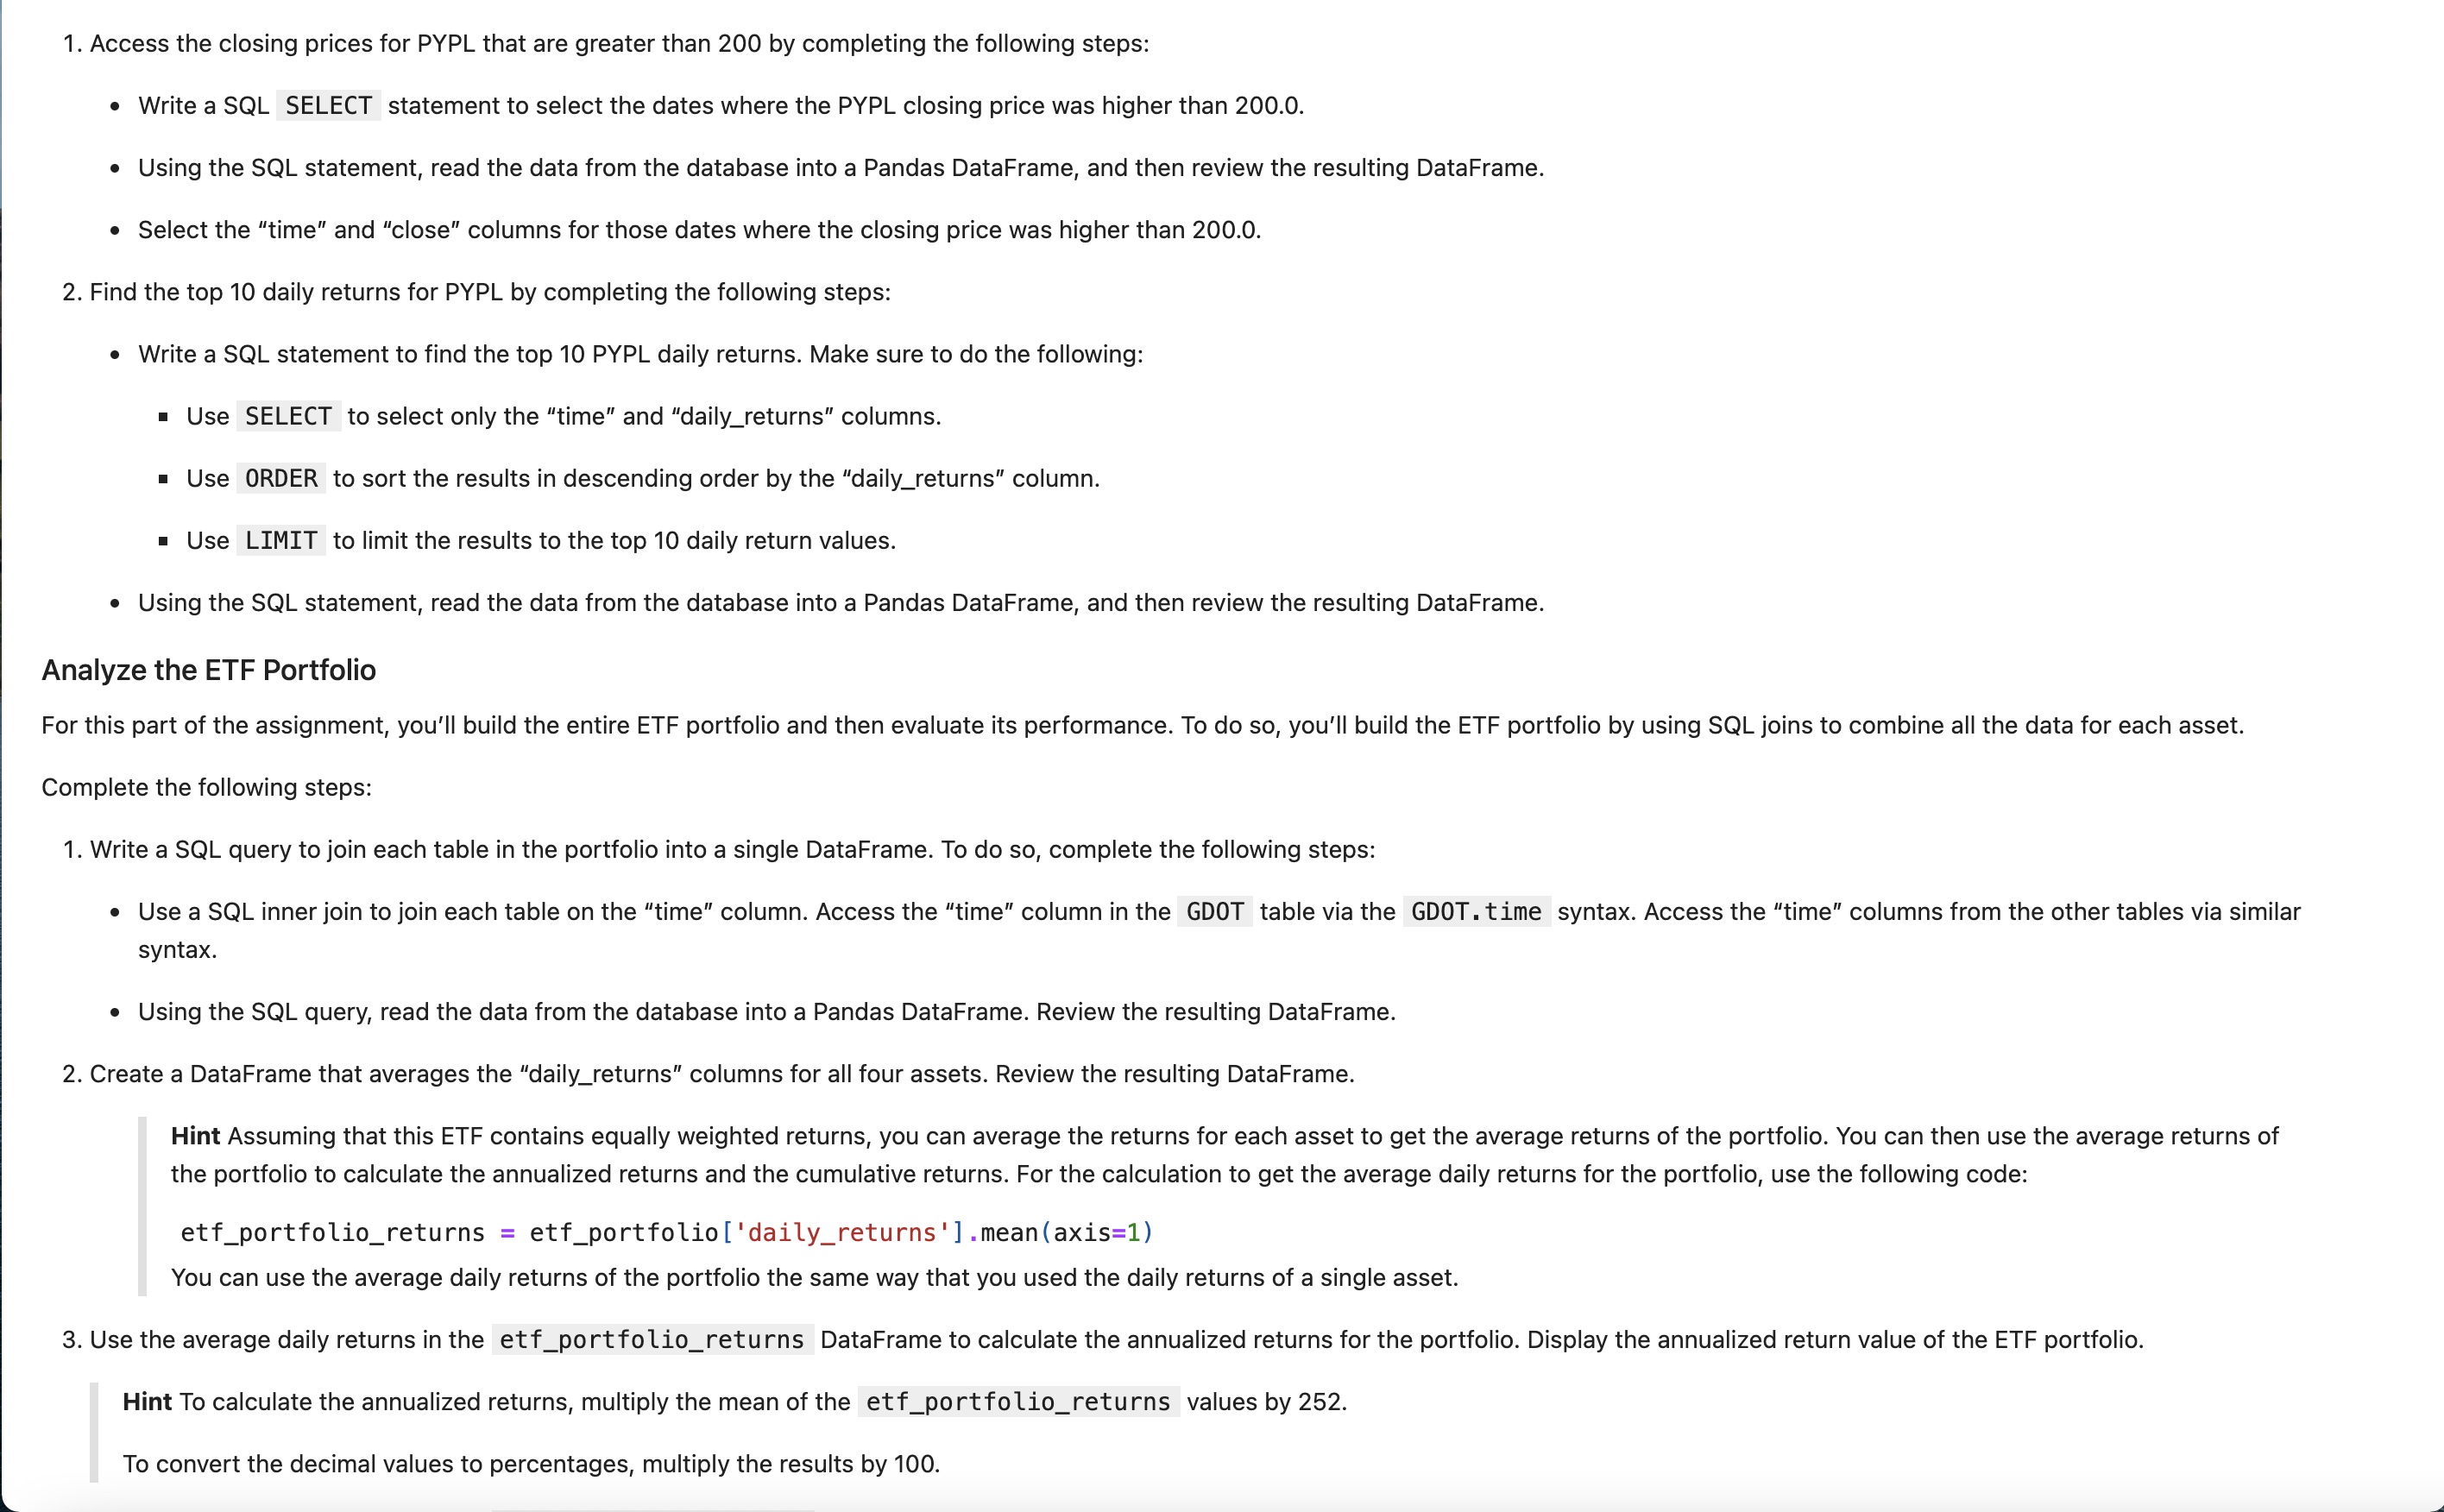 1. Access the closing prices for PYPL that are greater than 200 by completing the following steps:
• Write a SQL SELECT statement to select the dates where the PYPL closing price was higher than 200.0.
• Using the SQL statement, read the data from the database into a Pandas DataFrame, and then review the resulting DataFrame.
• Select the “time” and “close” columns for those dates where the closing price was higher than 200.0.
2. Find the top 10 daily returns for PYPL by completing the following steps:
• Write a SQL statement to find the top 10 PYPL daily returns. Make sure to do the following:
▪ Use SELECT to select only the “time” and “daily_returns” columns.
▪ Use ORDER to sort the results in descending order by the “daily_returns” column.
▪ Use LIMIT to limit the results to the top 10 daily return values.
• Using the SQL statement, read the data from the database into a Pandas DataFrame, and then review the resulting DataFrame.
Analyze the ETF Portfolio
For this part of the assignment, you’ll build the entire ETF portfolio and then evaluate its performance. To do so, you’ll build the ETF portfolio by using SQL joins to combine all the data for each asset.
Complete the following steps:
1. Write a SQL query to join each table in the portfolio into a single DataFrame. To do so, complete the following steps:
• Use a SQL inner join to join each table on the “time” column. Access the “time” column in the GDOT table via the GDOT.time syntax. Access the “time” columns from the other tables via similar
syntax.
• Using the SQL query, read the data from the database into a Pandas DataFrame. Review the resulting DataFrame.
2. Create a DataFrame that averages the “daily_returns” columns for all four assets. Review the resulting DataFrame.
Hint Assuming that this ETF contains equally weighted returns, you can average the returns for each asset to get the average returns of the portfolio. You can then use the average returns of
the portfolio to calculate the annualized returns and the cumulative returns. For the calculation to get the average daily returns for the portfolio, use the following code:
etf_portfolio_returns = etf_portfolio['daily_returns'].mean(axis=1)
You can use the average daily returns of the portfolio the same way that you used the daily returns of a single asset.
3. Use the average daily returns in the etf_portfolio_returns DataFrame to calculate the annualized returns for the portfolio. Display the annualized return value of the ETF portfolio.
Hint To calculate the annualized returns, multiply the mean of the etf_portfolio_returns values by 252.
To convert the decimal values to percentages, multiply the results by 100.